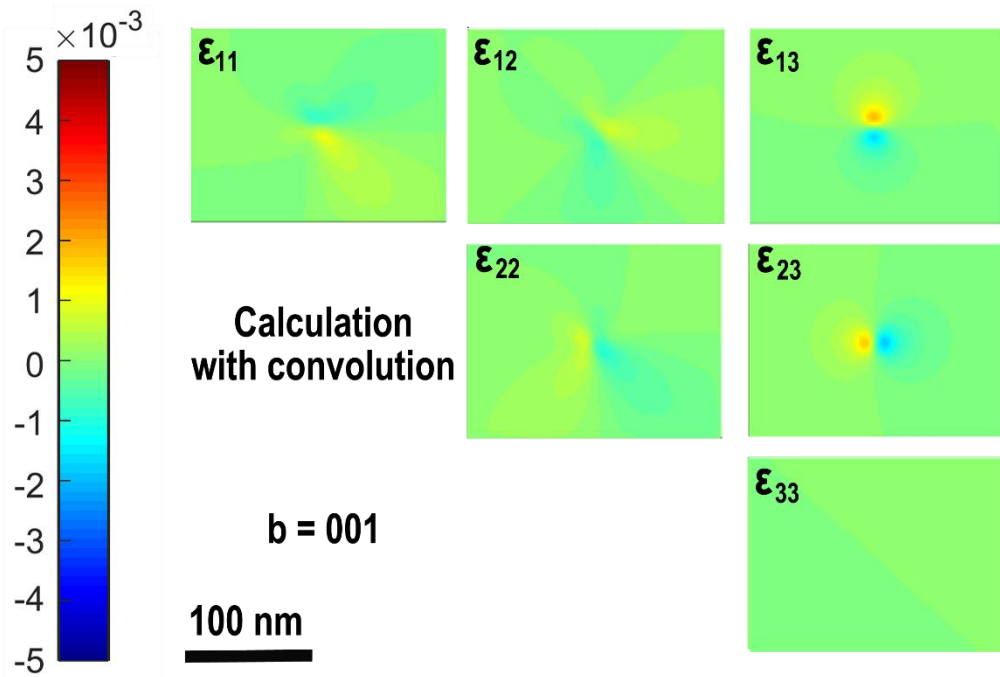 ×10⁻³
5
4
3
2
1
0
-1
-2
-3
-4
-5
ε₁₁
ε₁₂
ε₁₃
ε₂₂
ε₂₃
Calculation
with convolution
ε₃₃
b = 001
100 nm